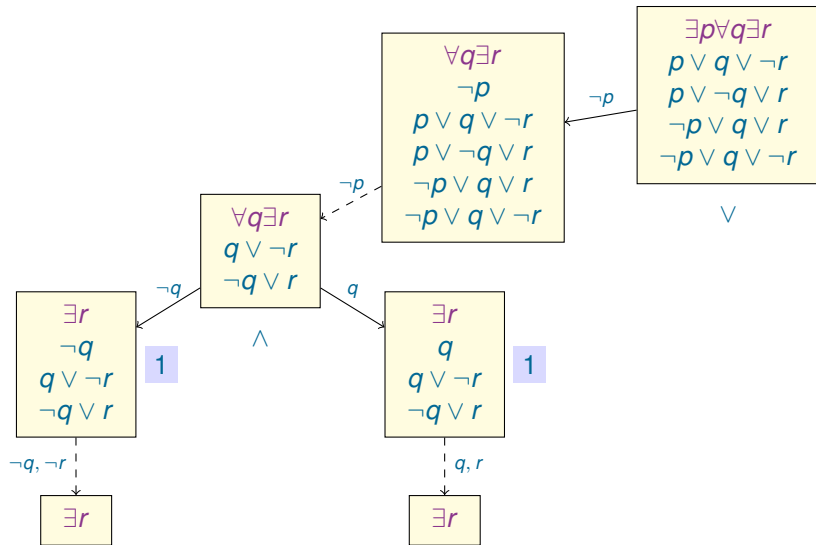 ∃p∀q∃r
p ∨ q ∨ ¬r
p ∨ ¬q ∨ r
¬p ∨ q ∨ r
¬p ∨ q ∨ ¬r
∨
¬p
∀q∃r
¬p
p ∨ q ∨ ¬r
p ∨ ¬q ∨ r
¬p ∨ q ∨ r
¬p ∨ q ∨ ¬r
¬p
∀q∃r
q ∨ ¬r
¬q ∨ r
∧
¬q
q
∃r
¬q
q ∨ ¬r
¬q ∨ r
1
∃r
q
q ∨ ¬r
¬q ∨ r
1
¬q, ¬r
q, r
∃r
∃r